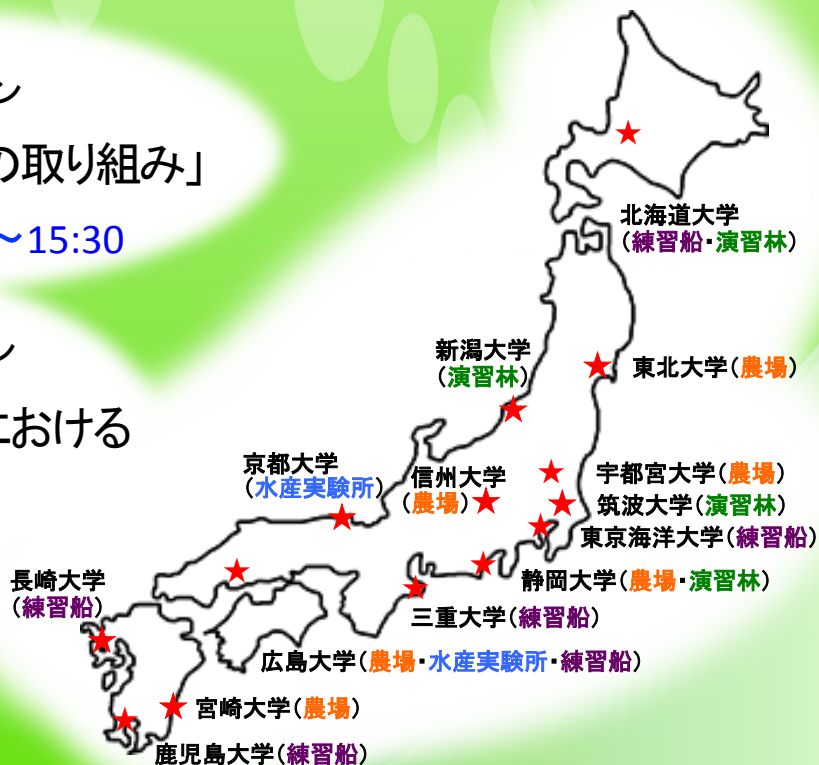 ン
の取り組み」
～15:30
ン
における
北海道大学
（練習船・演習林）
新潟大学
（演習林）
東北大学（農場）
京都大学
（水産実験所）
信州大学
（農場）
宇都宮大学（農場）
筑波大学（演習林）
東京海洋大学（練習船）
静岡大学（農場・演習林）
長崎大学
（練習船）
三重大学（練習船）
広島大学（農場・水産実験所・練習船）
宮崎大学（農場）
鹿児島大学（練習船）